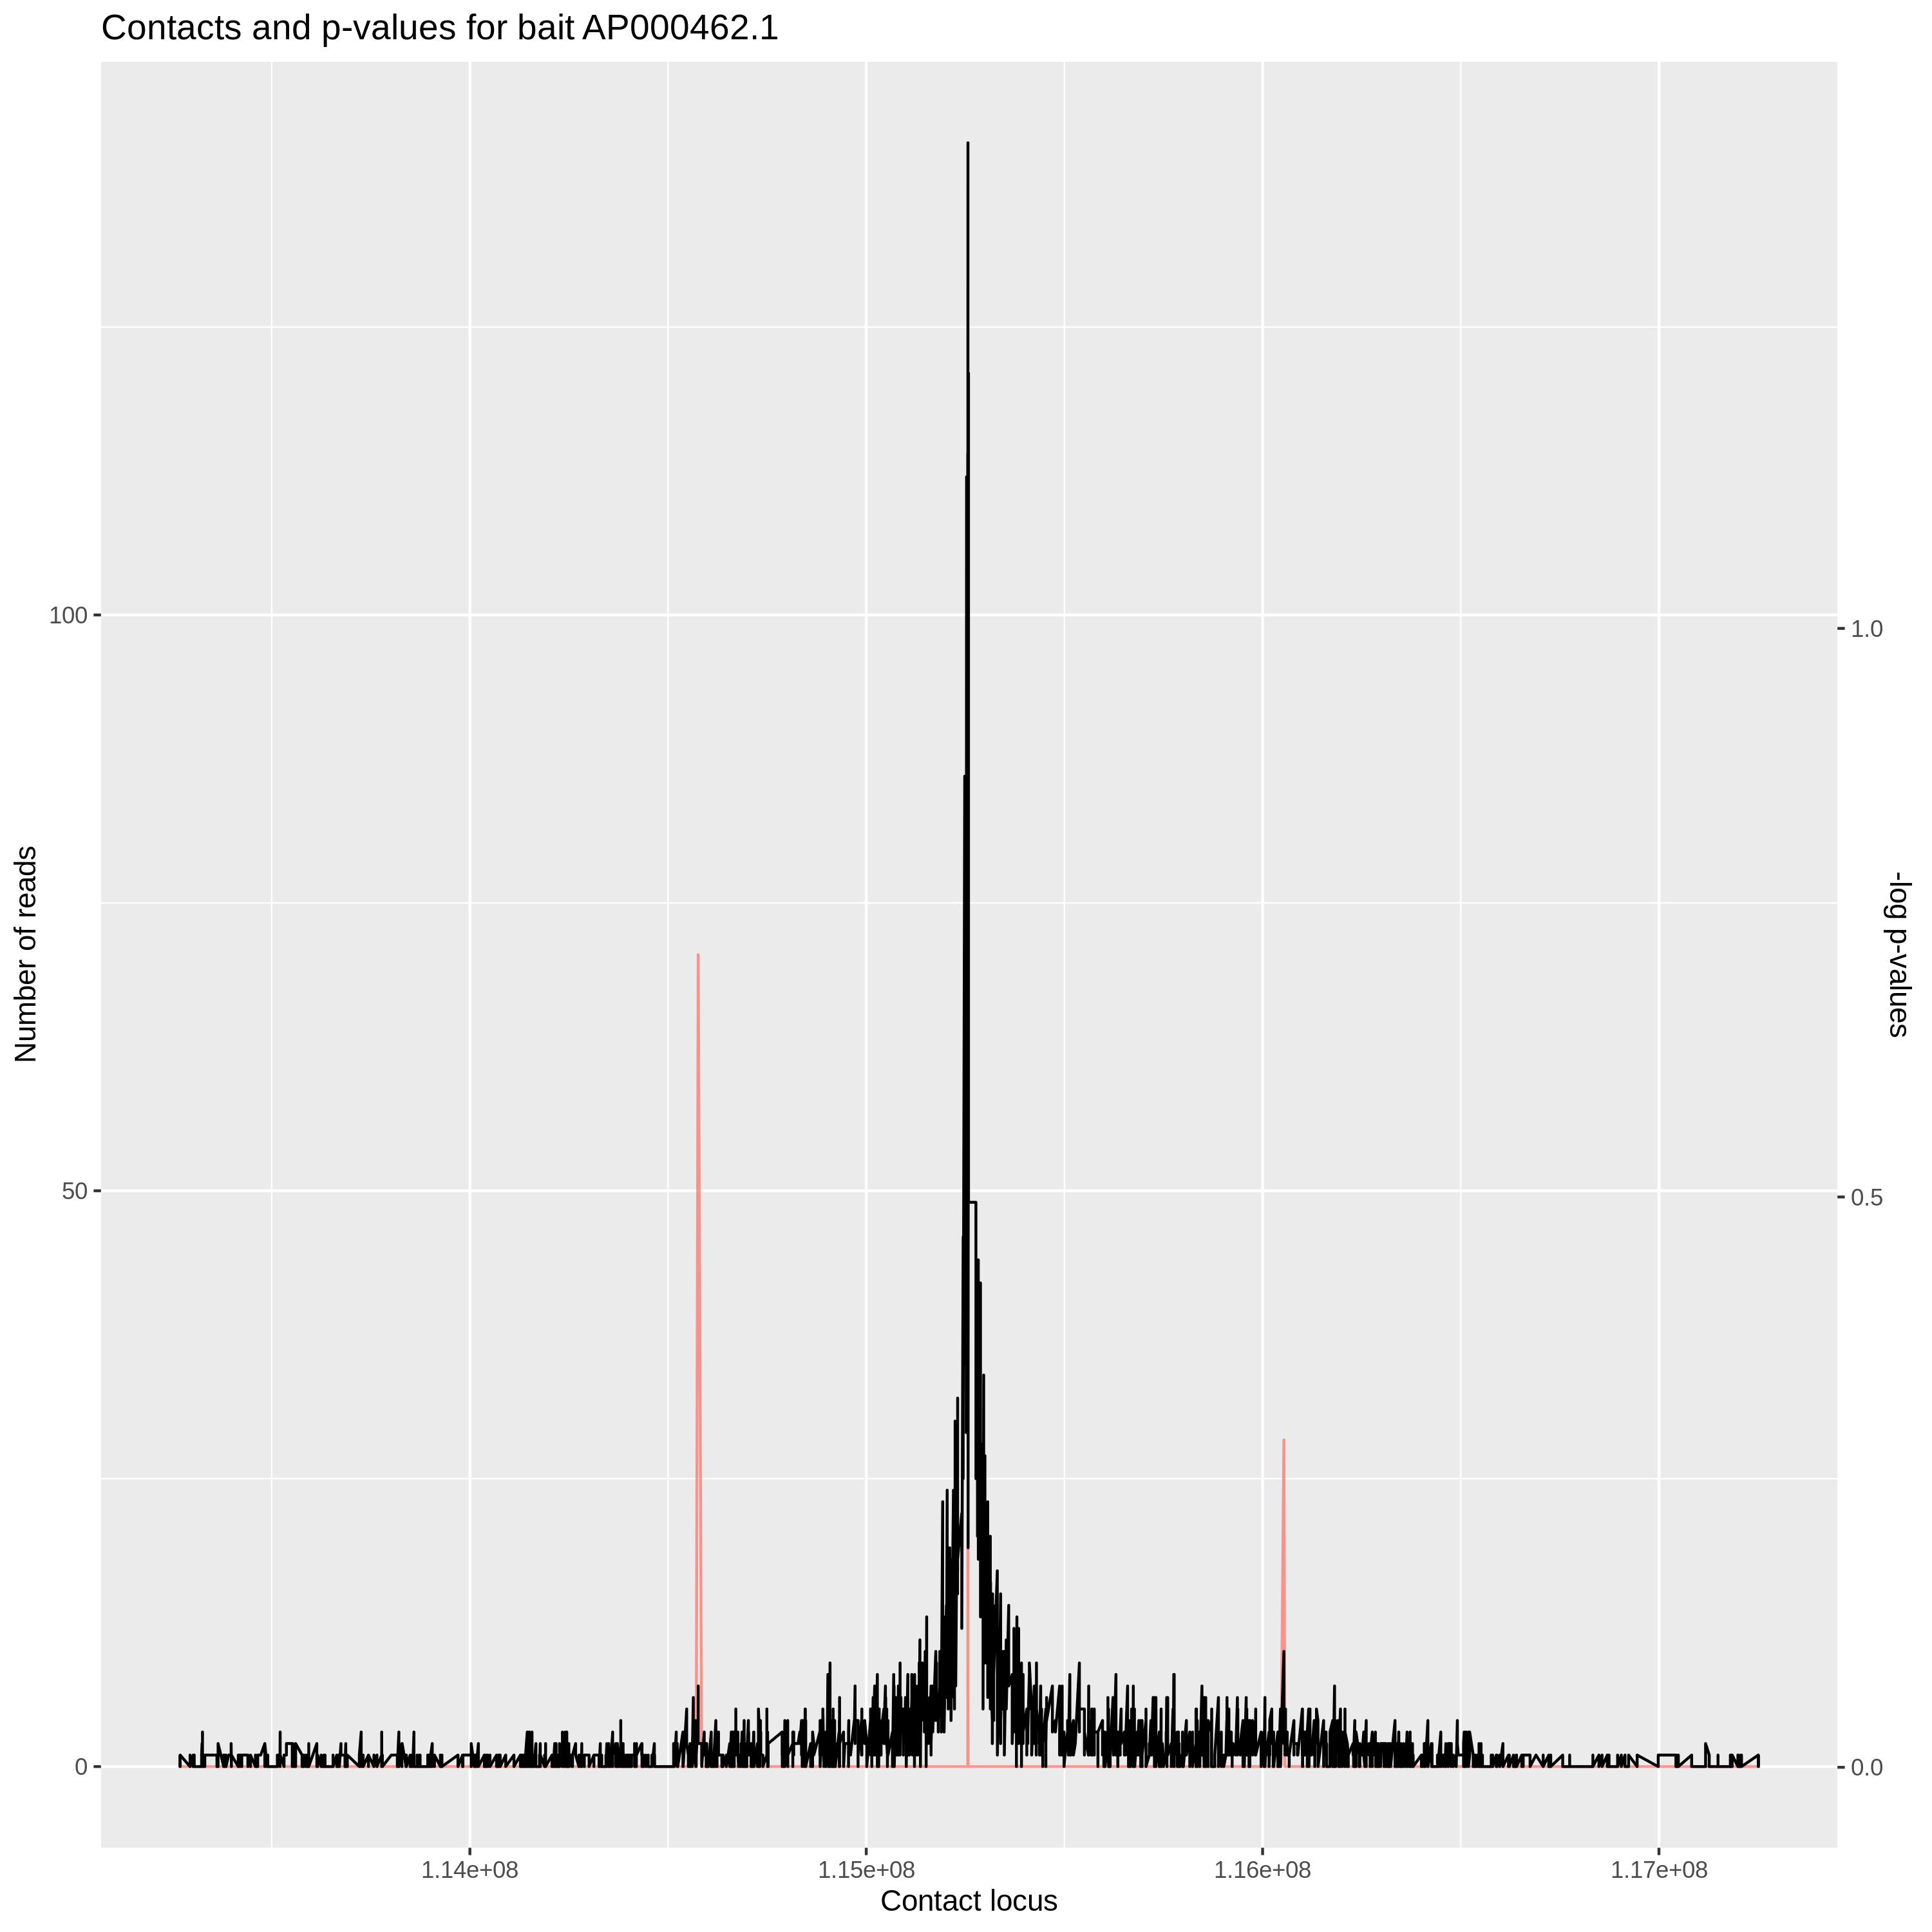 Contacts and p-values for bait AP000462.1
Number of reads
100
50
0
1.0
0.5
0.0
-log p-values
1.14e+08
1.15e+08
1.16e+08
1.17e+08
Contact locus